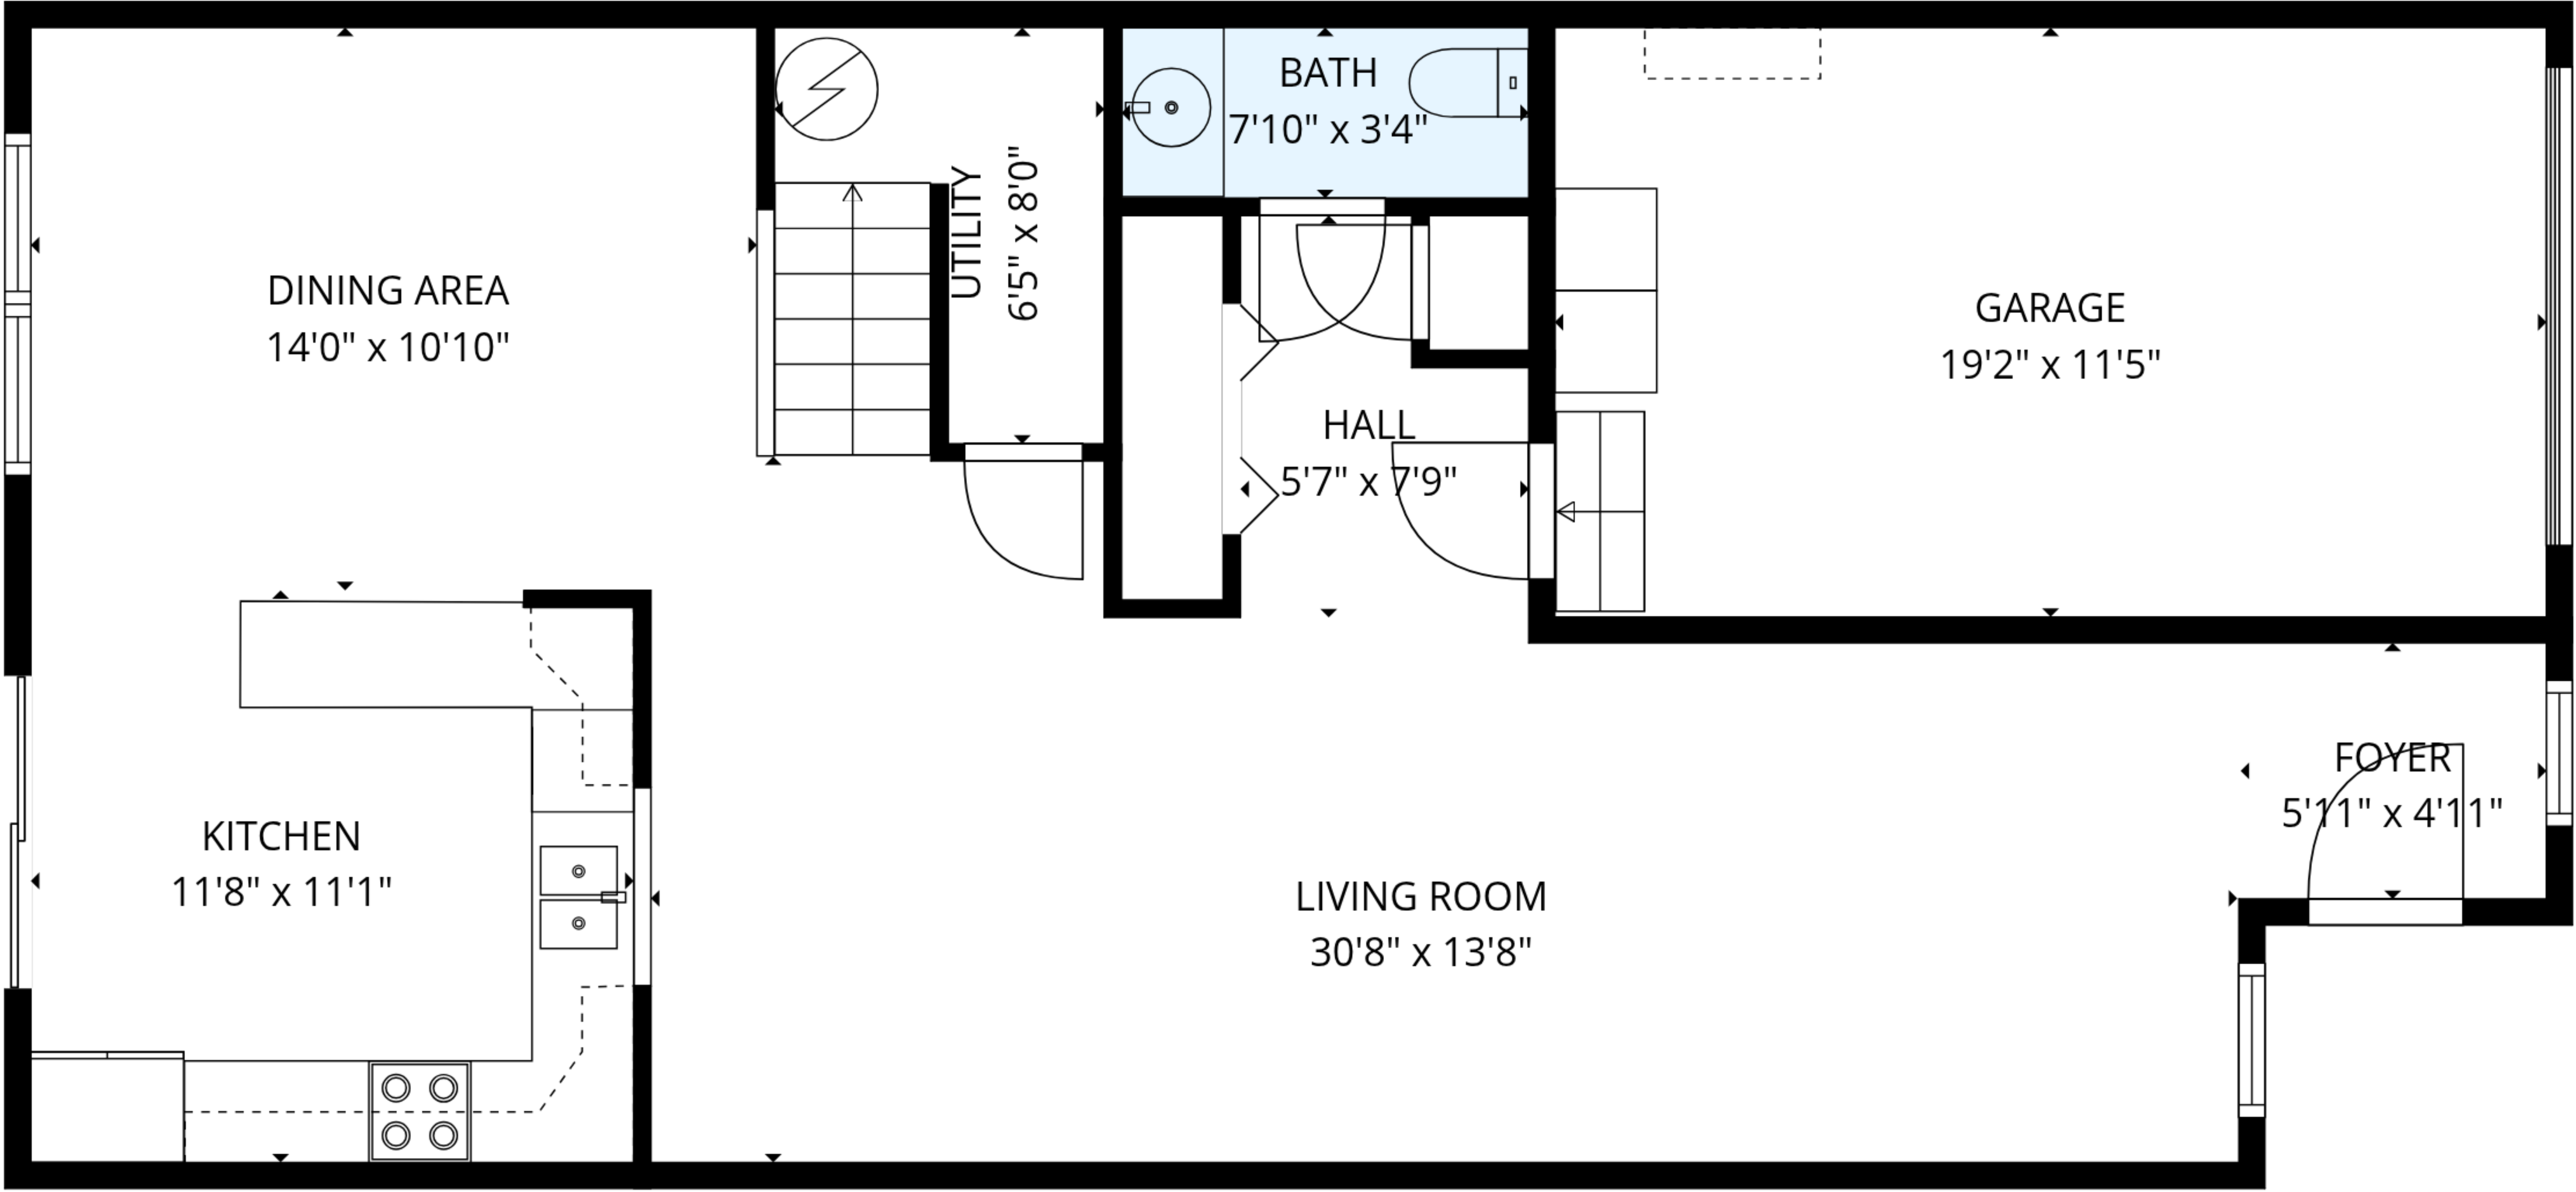 BATH
7'10" x 3'4"
UTILITY
6'5" x 8'0"
DINING AREA
14'0" x 10'10"
GARAGE
19'2" x 11'5"
HALL
5'7" x 7'9"
FOYER
5'11" x 4'11"
KITCHEN
11'8" x 11'1"
LIVING ROOM
30'8" x 13'8"